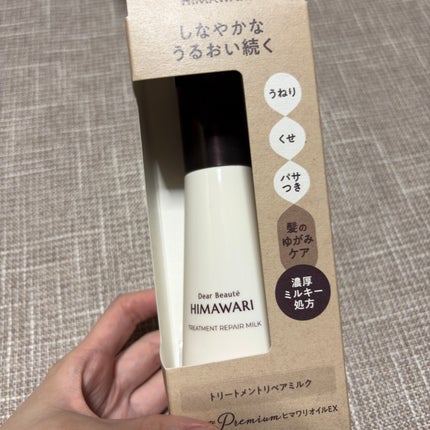 HIMAWARI
しなやかな
うるおい続く
うねり
くせ
パサ
つき
髪の
ゆがみ
ケア
濃厚
ミルキー
処方
Dear Beauté
HIMAWARI
TREATMENT REPAIR MILK
トリートメントリペアミルク
Premium ヒマワリオイルEX